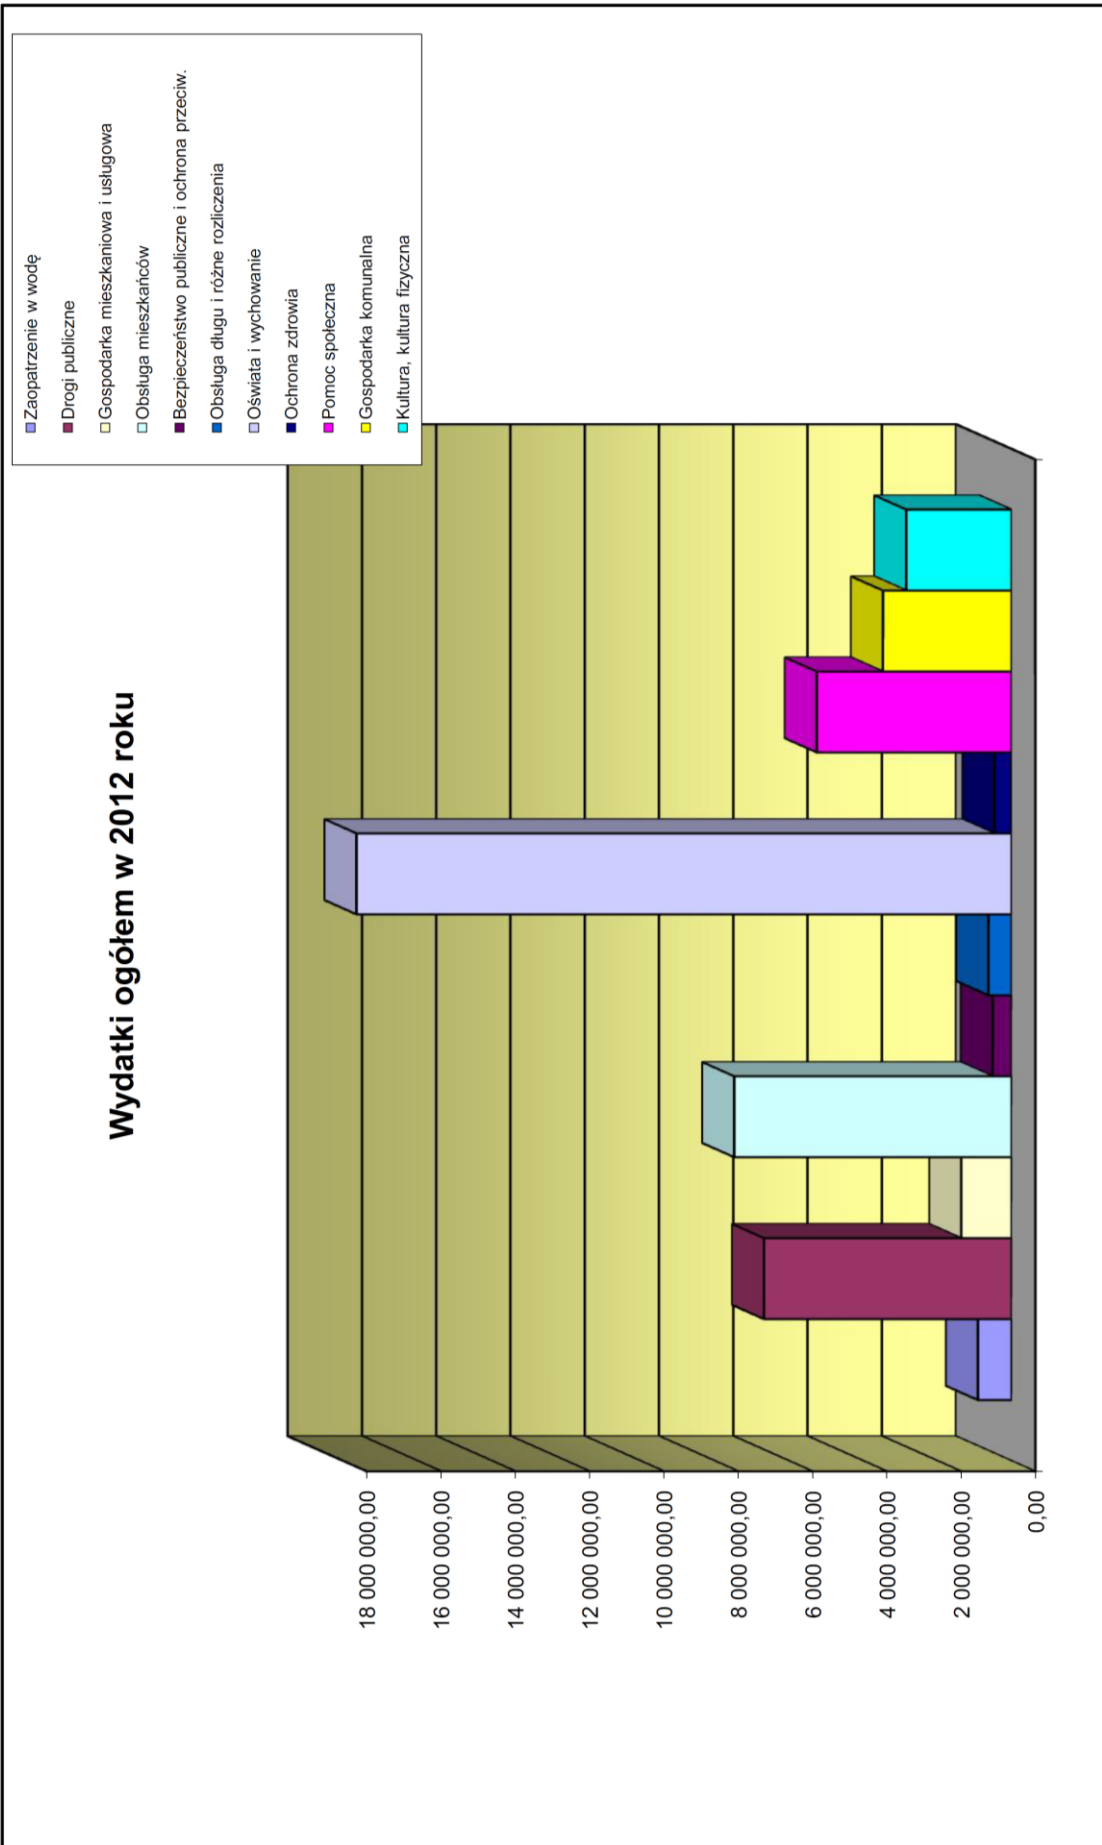 Wydatki ogółem w 2012 roku
18 000 000,00
16 000 000,00
14 000 000,00
12 000 000,00
10 000 000,00
8 000 000,00
6 000 000,00
4 000 000,00
2 000 000,00
0,00
Zaopatrzenie w wodę
Drogi publiczne
Gospodarka mieszkaniowa i usługowa
Obsługa mieszkańców
Bezpieczeństwo publiczne i ochrona przeciw.
Obsługa długu i różne rozliczenia
Oświata i wychowanie
Ochrona zdrowia
Pomoc społeczna
Gospodarka komunalna
Kultura, kultura fizyczna